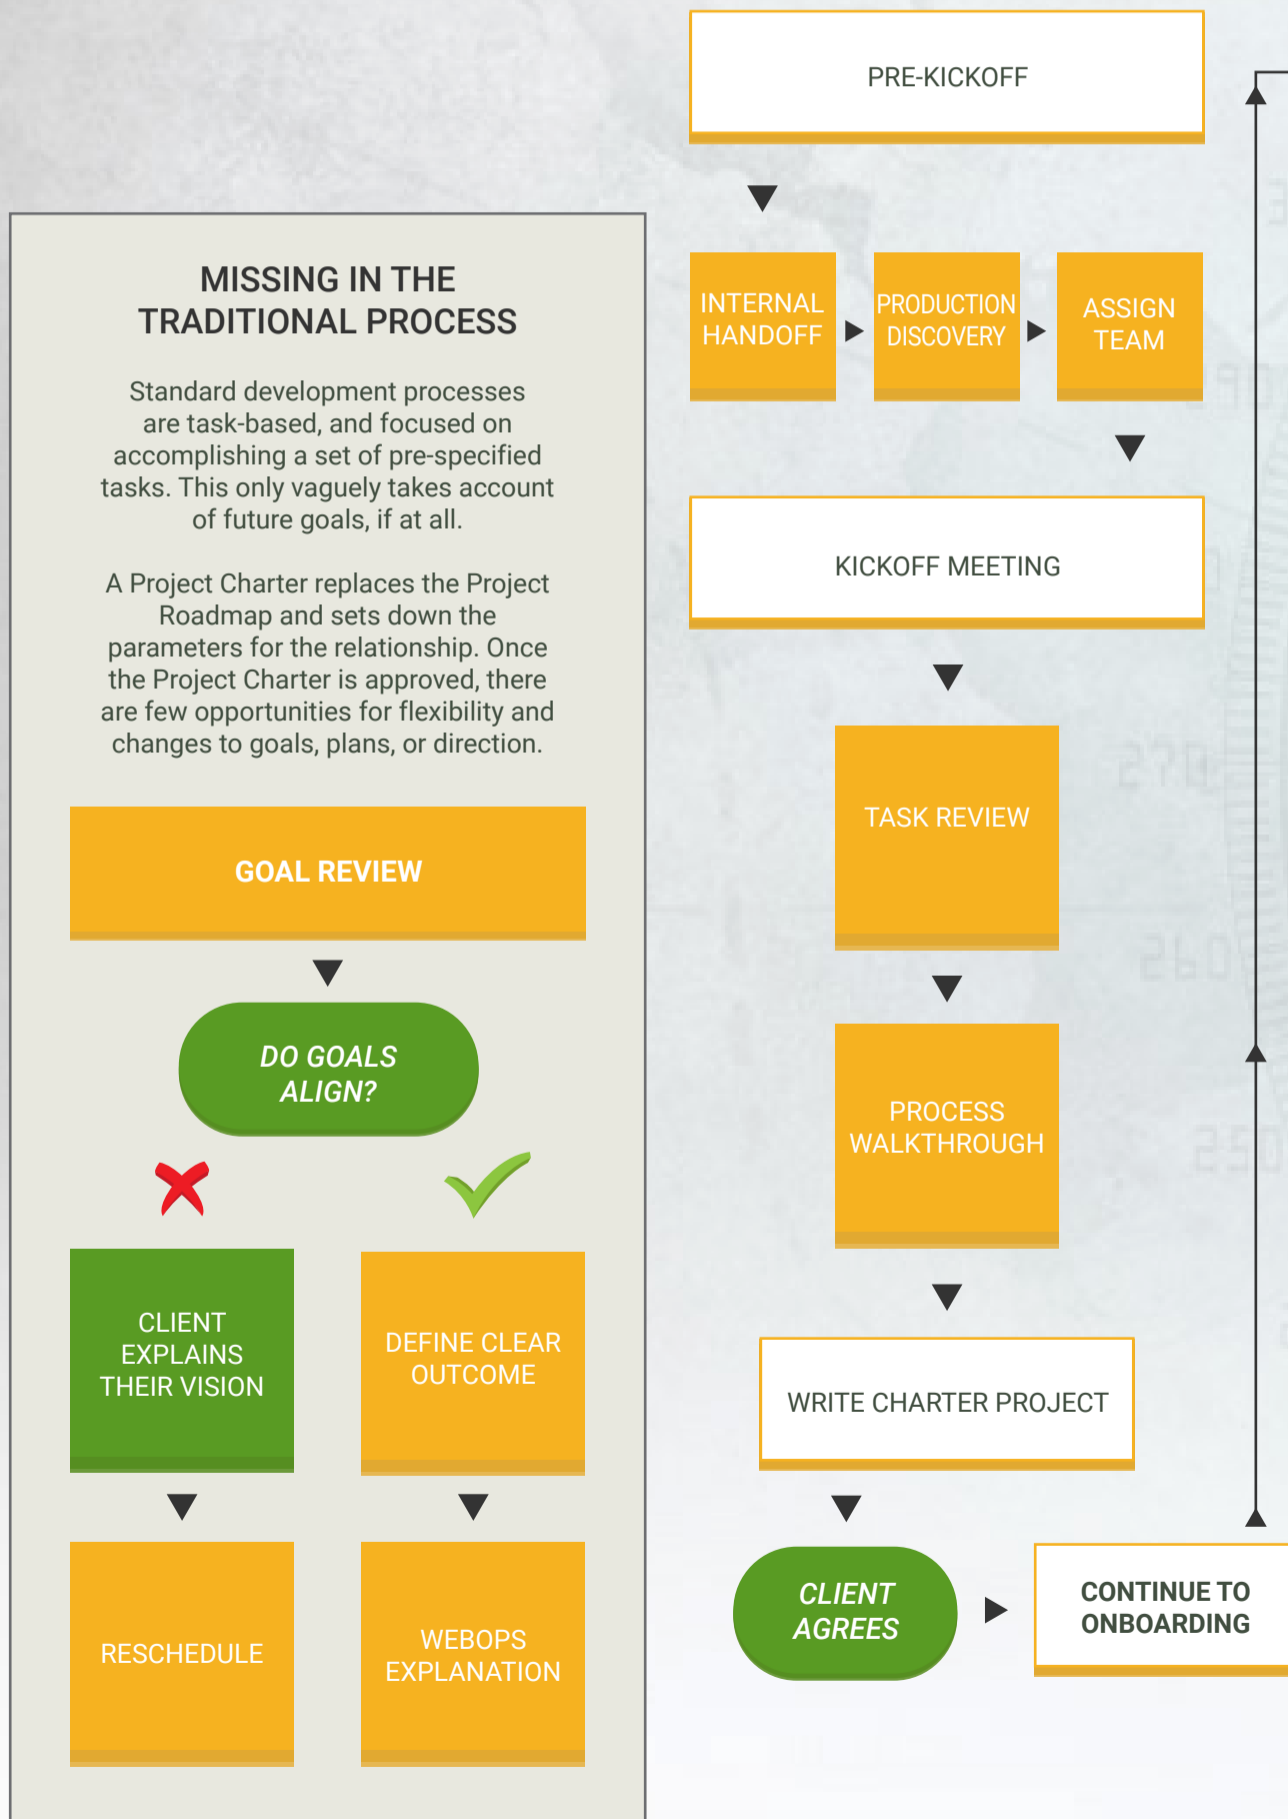 PRE-KICKOFF
INTERNAL
HANDOFF
PRODUCTION
DISCOVERY
ASSIGN
TEAM
KICKOFF MEETING
TASK REVIEW
PROCESS
WALKTHROUGH
WRITE CHARTER PROJECT
CLIENT
AGREES
CONTINUE TO
ONBOARDING
MISSING IN THE
TRADITIONAL PROCESS
Standard development processes
are task-based, and focused on
accomplishing a set of pre-specified
tasks. This only vaguely takes account
of future goals, if at all.
A Project Charter replaces the Project
Roadmap and sets down the
parameters for the relationship. Once
the Project Charter is approved, there
are few opportunities for flexibility and
changes to goals, plans, or direction.
GOAL REVIEW
DO GOALS
ALIGN?
CLIENT
EXPLAINS
THEIR VISION
DEFINE CLEAR
OUTCOME
RESCHEDULE
WEBOPS
EXPLANATION
270
260
250